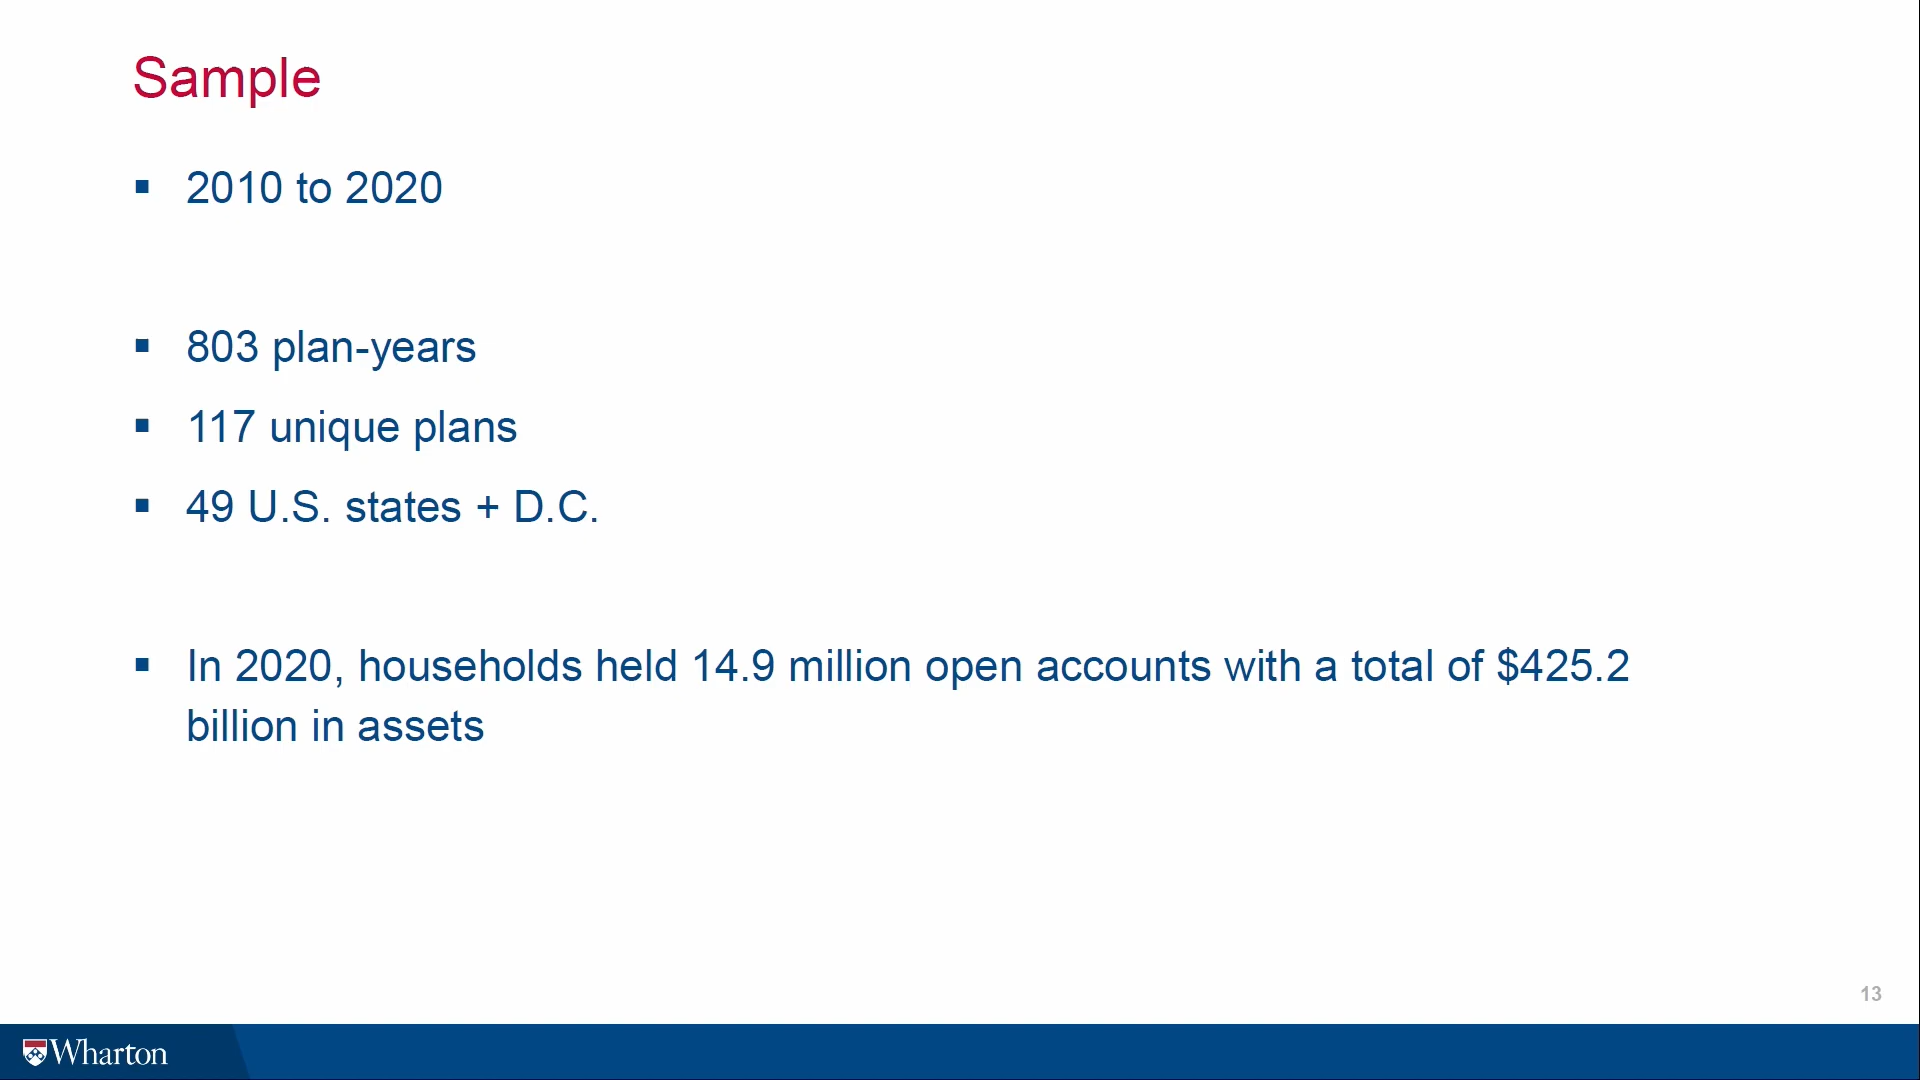 Sample
▪ 2010 to 2020
▪ 803 plan-years
▪ 117 unique plans
▪ 49 U.S. states + D.C.
▪ In 2020, households held 14.9 million open accounts with a total of $425.2
billion in assets
13
Wharton